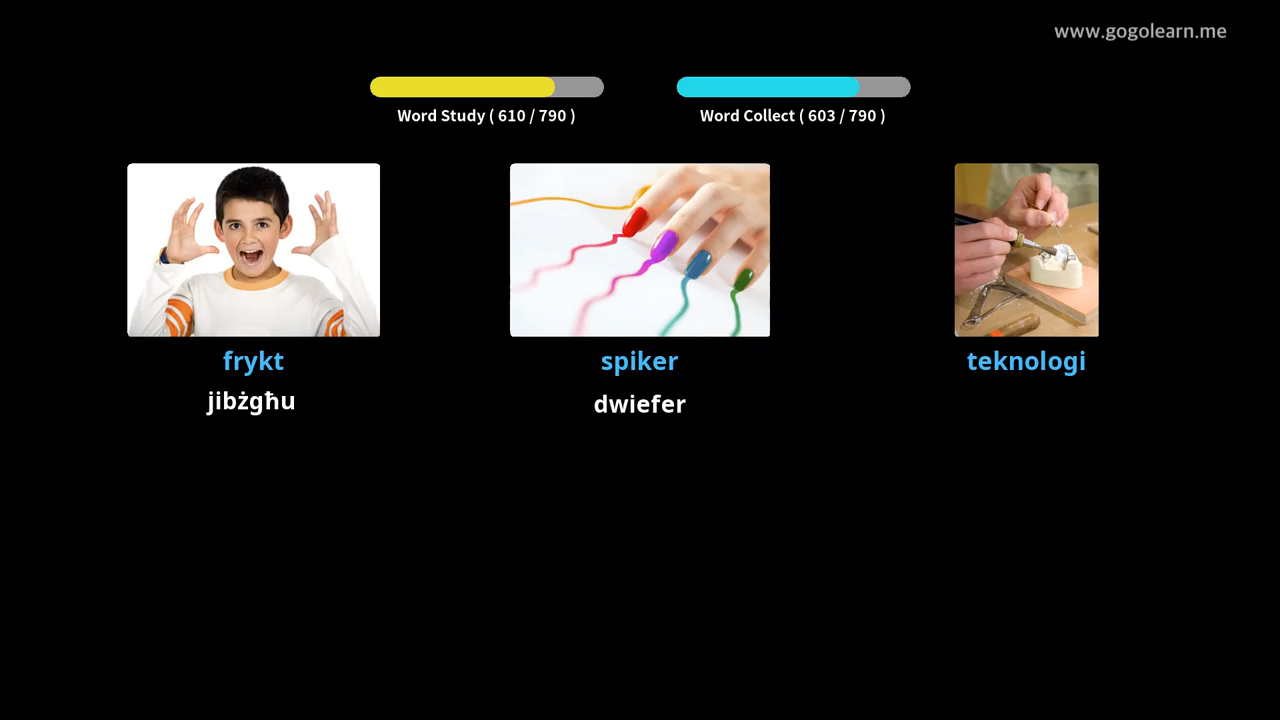 www.gogolearn.me
Word Study ( 610 / 790 )
Word Collect ( 603 / 790 )
frykt
spiker
teknologi
jibżgħu
dwiefer